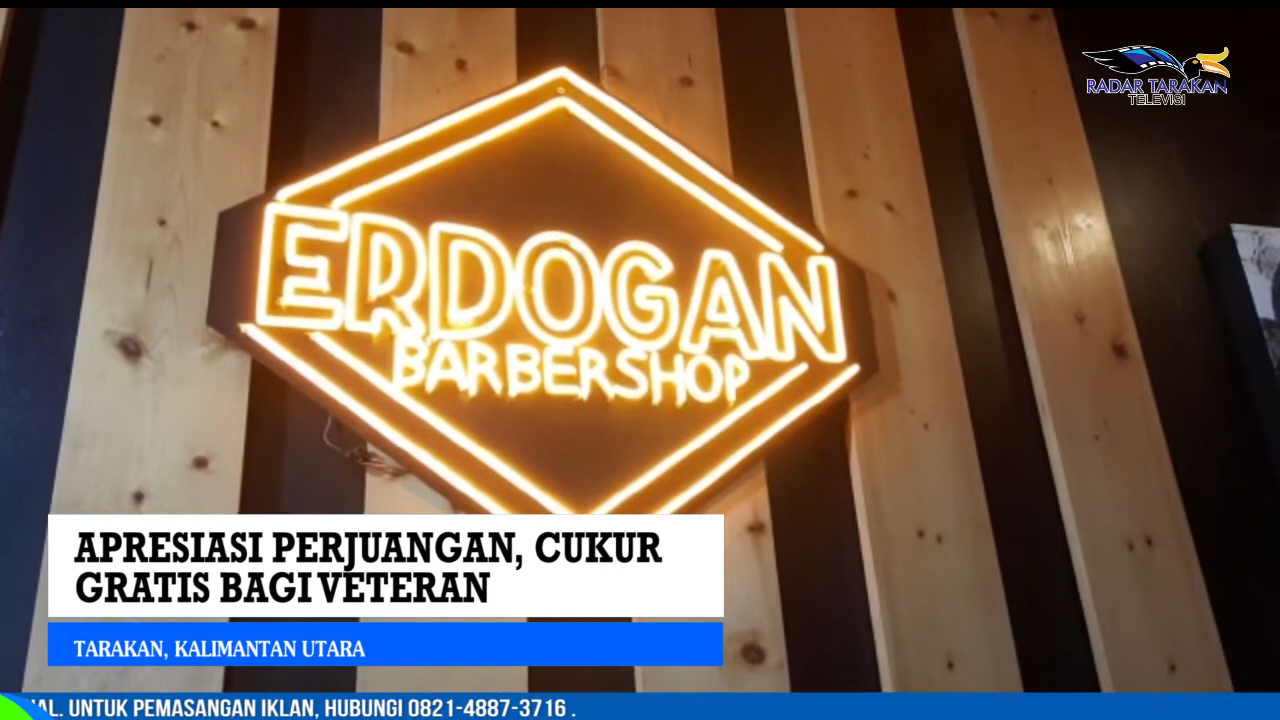 RADAR TARAKAN
TELEVISI
ERDOGAN
BARBERSHOP
APRESIASI PERJUANGAN, CUKUR
GRATIS BAGI VETERAN
TARAKAN, KALIMANTAN UTARA
UNTUK PEMASANGAN IKLAN, HUBUNGI 0821-4887-3716 .